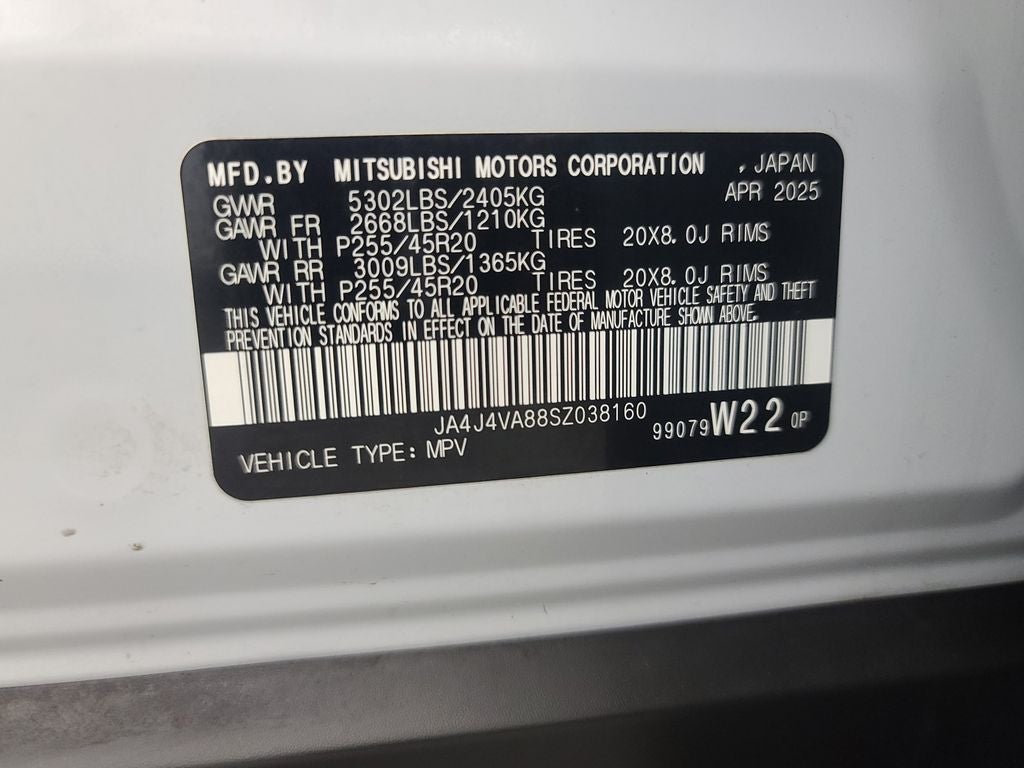 MFD.BY MITSUBISHI MOTORS CORPORATION , JAPAN
GVWR 5302LBS/2405KG APR 2025
GAWR FR 2668LBS/1210KG
WITH P255/45R20 TIRES 20X8.0J RIMS
GAWR RR 3009LBS/1365KG
WITH P255/45R20 TIRES 20X8.0J RIMS
THIS VEHICLE CONFORMS TO ALL APPLICABLE FEDERAL MOTOR VEHICLE SAFETY AND THEFT
PREVENTION STANDARDS IN EFFECT ON THE DATE OF MANUFACTURE SHOWN ABOVE.
JA4J4VA88SZ038160
99079 W22 0P
VEHICLE TYPE: MPV